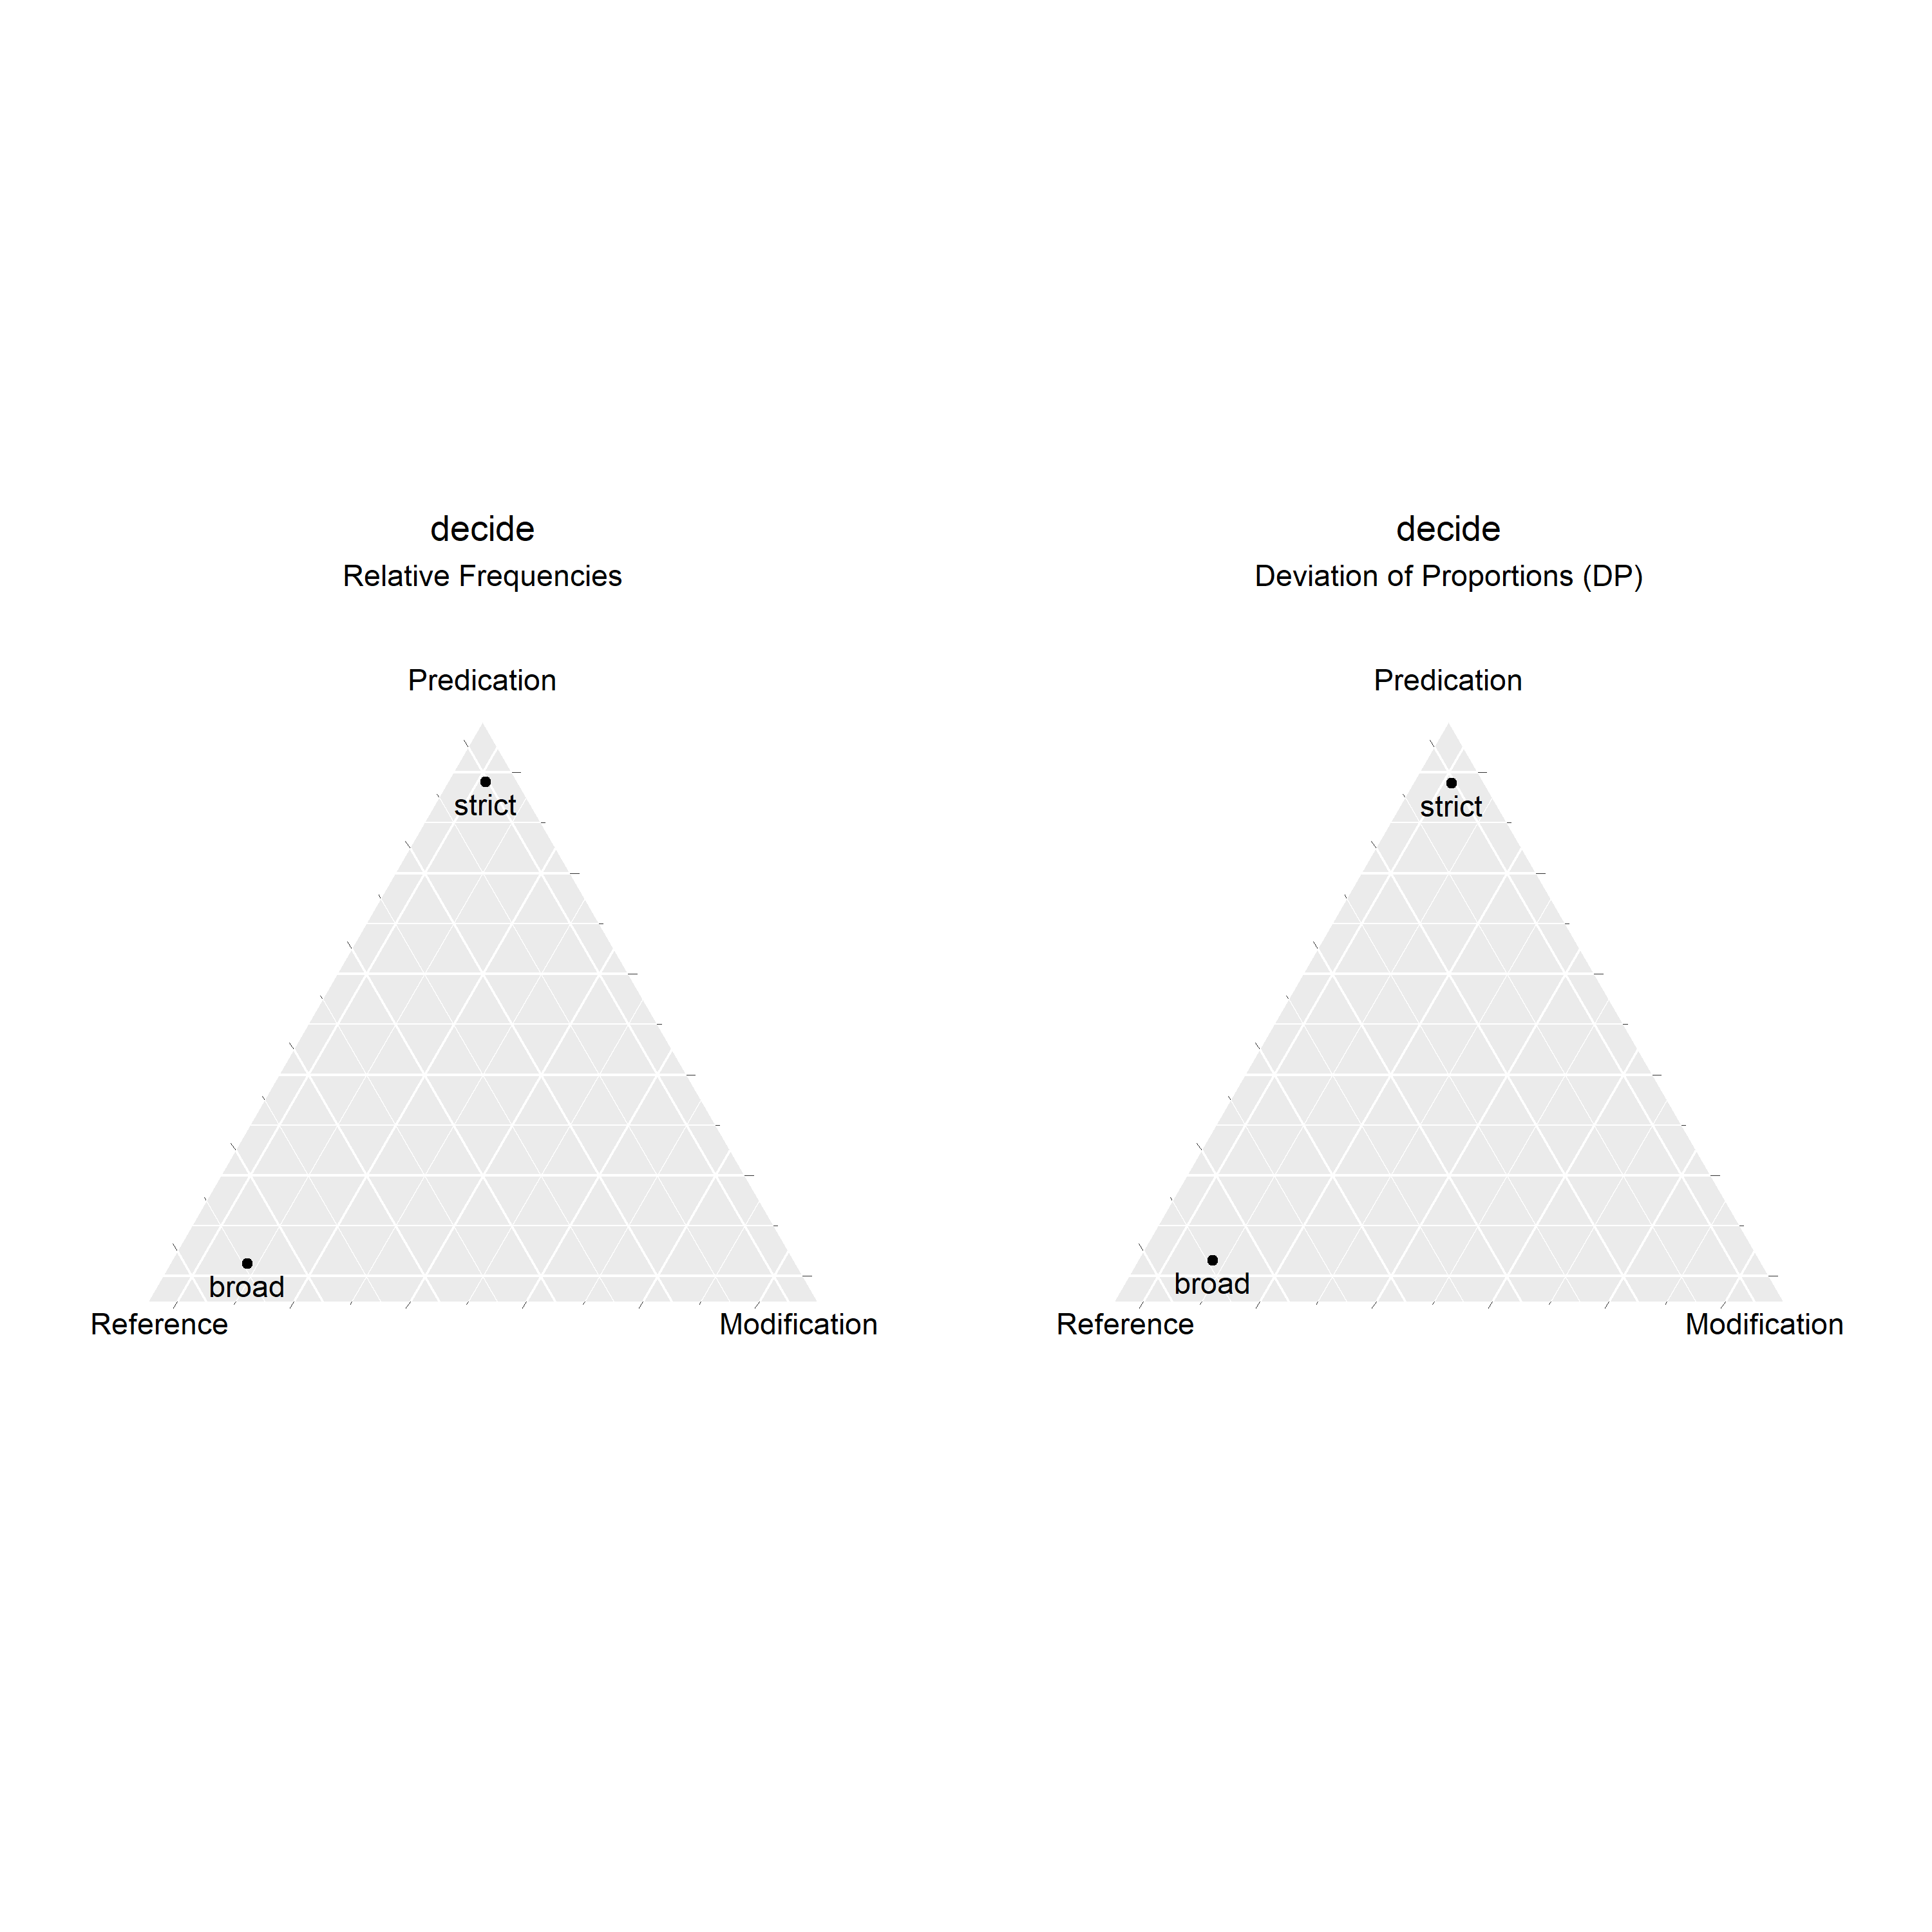 decide
Relative Frequencies
Predication
strict
broad
Reference
Modification
decide
Deviation of Proportions (DP)
Predication
strict
broad
Reference
Modification